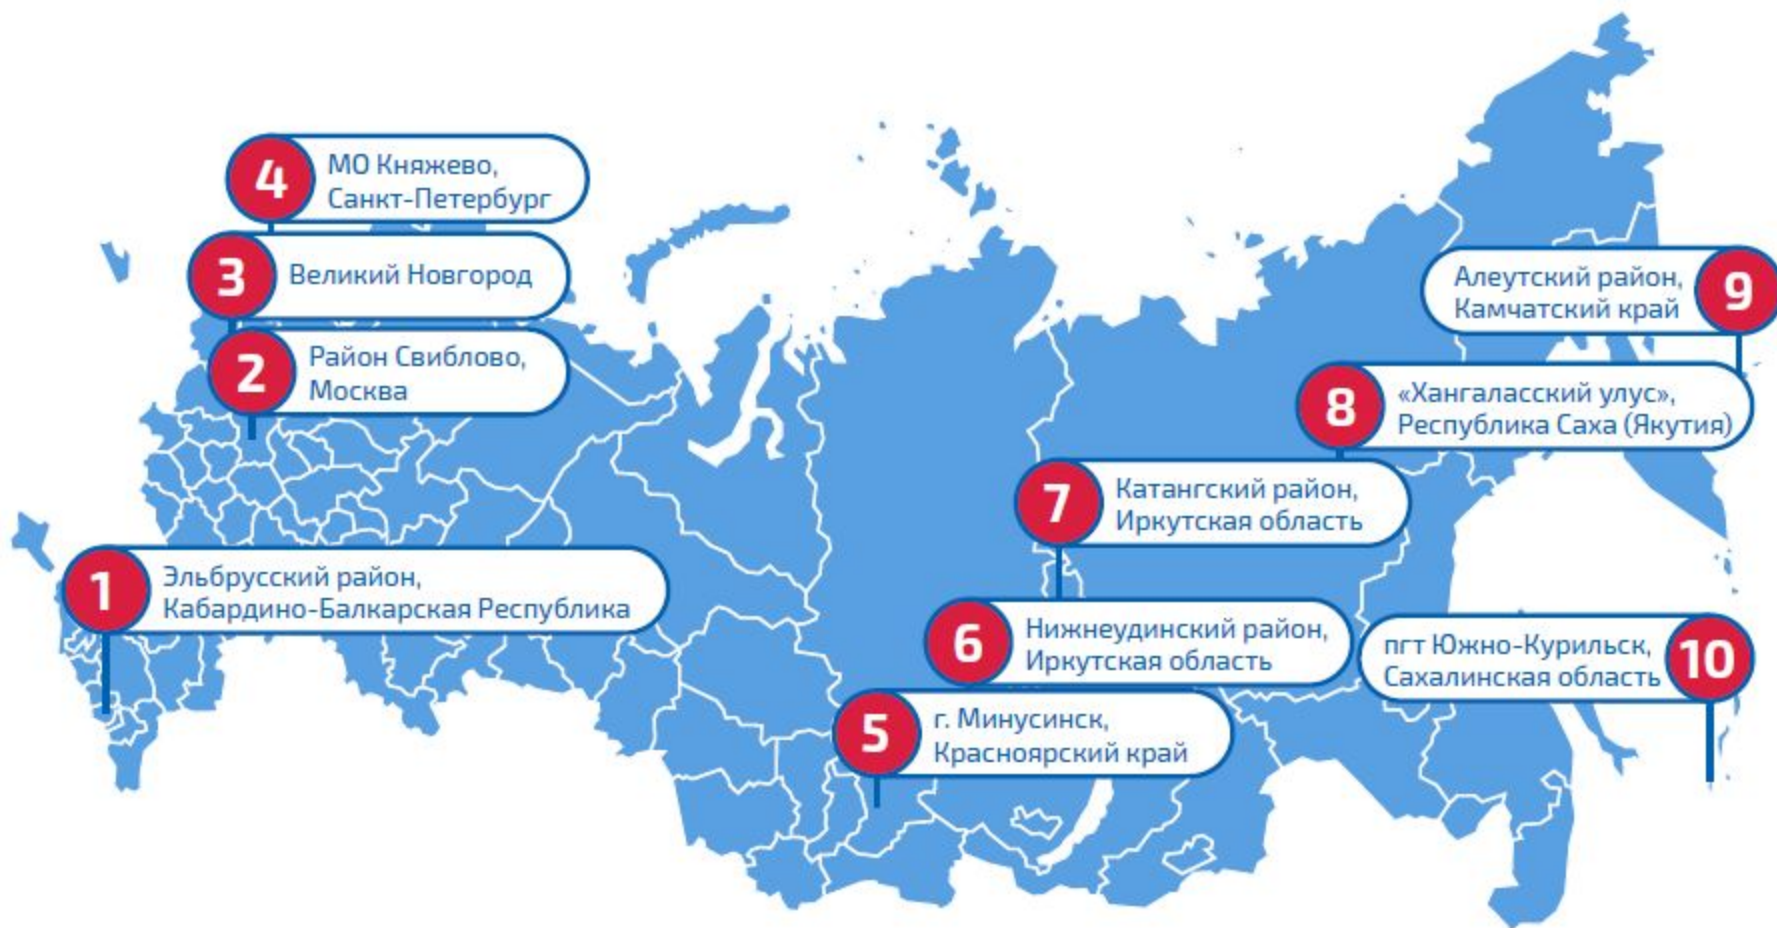 4
МО Княжево,
Санкт-Петербург
3
Великий Новгород
2
Район Свиблово,
Москва
Алеутский район,
Камчатский край
9
8
«Хангаласский улус»,
Республика Саха (Якутия)
7
Катангский район,
Иркутская область
1
Эльбрусский район,
Кабардино-Балкарская Республика
6
Нижнеудинский район,
Иркутская область
пгт Южно-Курильск,
Сахалинская область
10
5
г. Минусинск,
Красноярский край